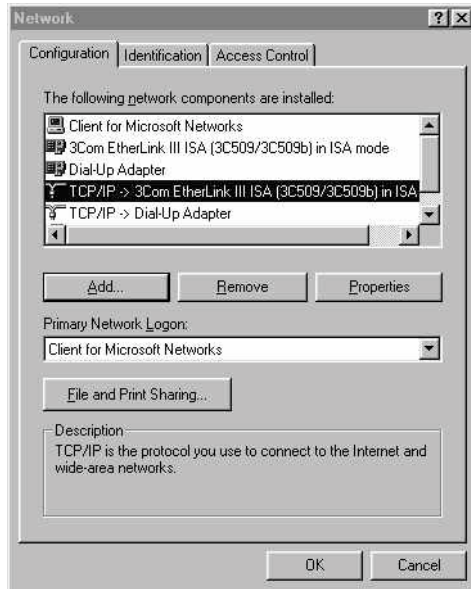 Network
Configuration Identification Access Control
The following network components are installed:
Client for Microsoft Networks
3Com EtherLink III ISA (3C509/3C509b) in ISA mode
Dial-Up Adapter
TCP/IP -> 3Com EtherLink III ISA (3C509/3C509b) in ISA
TCP/IP -> Dial-Up Adapter
Add... Remove Properties
Primary Network Logon:
Client for Microsoft Networks
File and Print Sharing...
Description
TCP/IP is the protocol you use to connect to the Internet and
wide-area networks.
OK Cancel